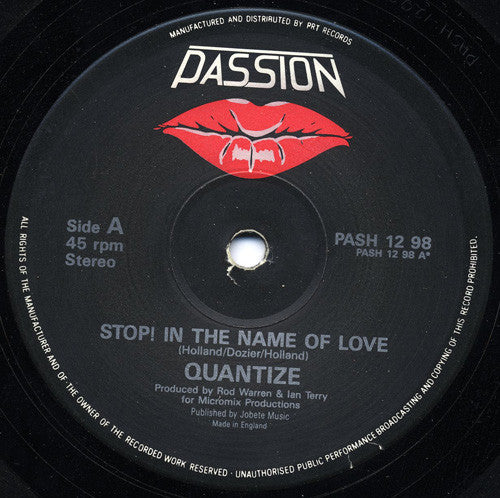 MANUFACTURED AND DISTRIBUTED BY PRT RECORDS
PASSION
Side A
45 rpm
Stereo
PASH 12 98
PASH 12 98 A*
STOP! IN THE NAME OF LOVE
(Holland/Dozier/Holland)
QUANTIZE
Produced by Rod Warren & Ian Terry
for Micromix Productions
Published by Jobete Music
Made in England
ALL RIGHTS OF THE MANUFACTURER AND OF THE OWNER OF THE RECORDED WORK RESERVED · UNAUTHORISED PUBLIC PERFORMANCE BROADCASTING AND COPYING OF THIS RECORD PROHIBITED.